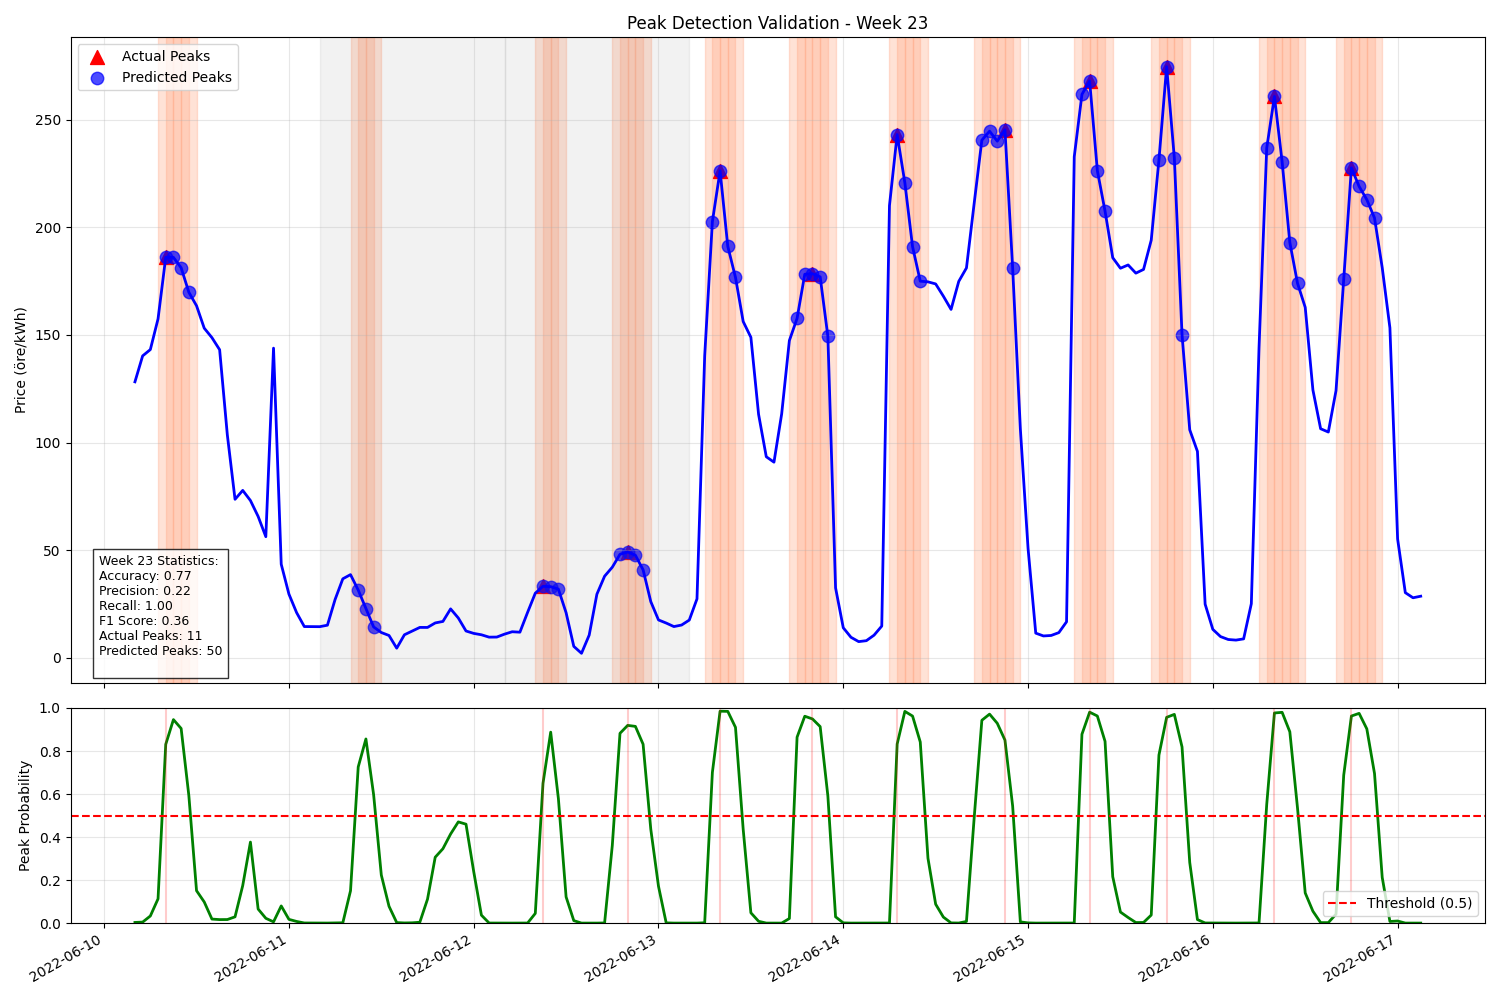 Peak Detection Validation - Week 23
Actual Peaks
Predicted Peaks
Price (öre/kWh)
250
200
150
100
50
0
Week 23 Statistics:
Accuracy: 0.77
Precision: 0.22
Recall: 1.00
F1 Score: 0.36
Actual Peaks: 11
Predicted Peaks: 50
Peak Probability
1.0
0.8
0.6
0.4
0.2
0.0
Threshold (0.5)
2022-06-10
2022-06-11
2022-06-12
2022-06-13
2022-06-14
2022-06-15
2022-06-16
2022-06-17